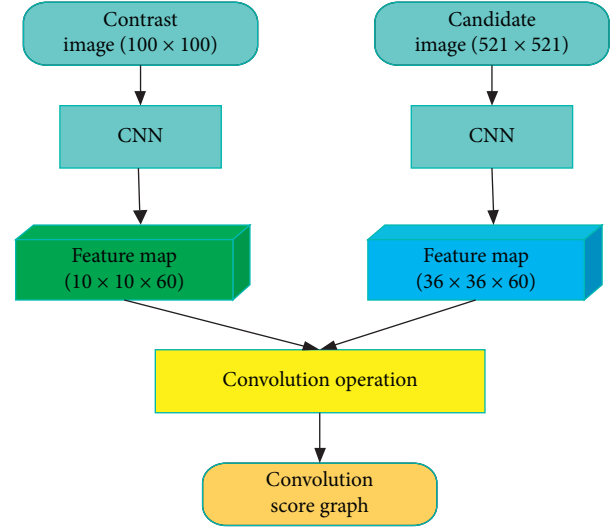 Contrast
image (100 × 100)
Candidate
image (521 × 521)
CNN
CNN
Feature map
(10 × 10 × 60)
Feature map
(36 × 36 × 60)
Convolution operation
Convolution
score graph